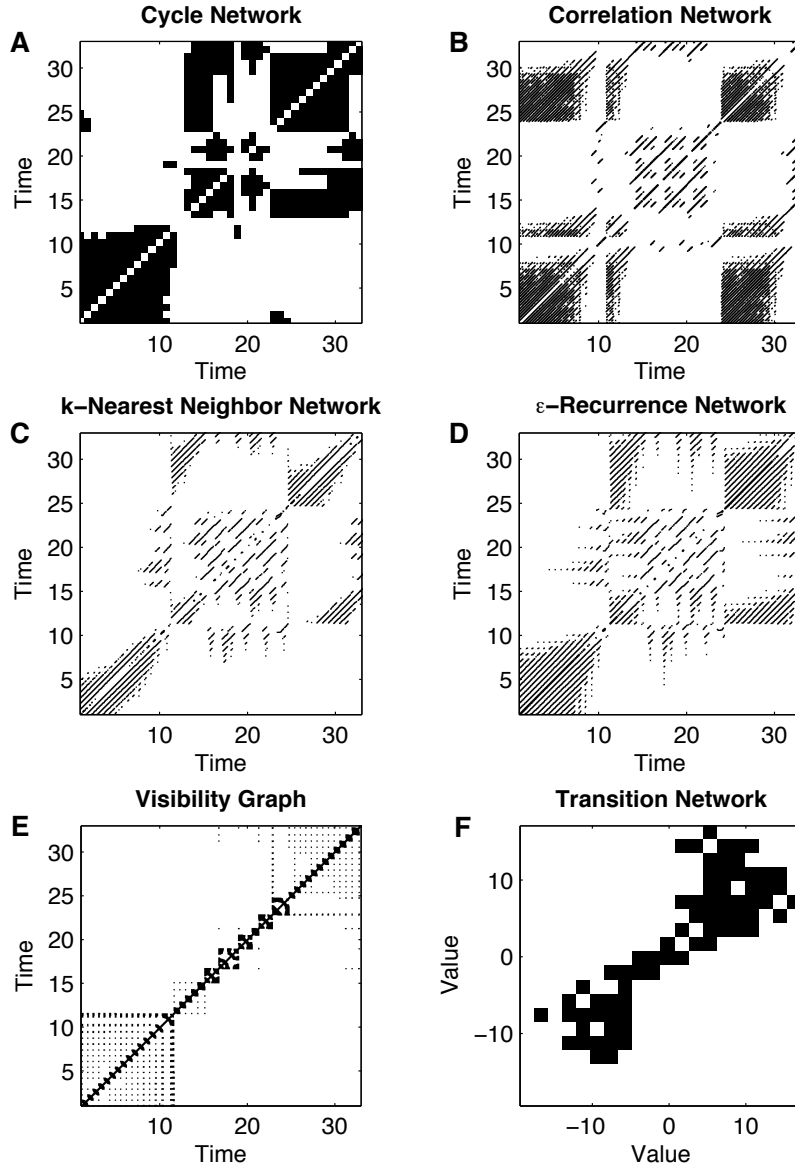 Cycle Network
A
30
25
20
15
10
5
Time
10
20
30
Time
Correlation Network
B
30
25
20
15
10
5
Time
10
20
30
Time
k−Nearest Neighbor Network
C
30
25
20
15
10
5
Time
10
20
30
Time
ε−Recurrence Network
D
30
25
20
15
10
5
Time
10
20
30
Time
Visibility Graph
E
30
25
20
15
10
5
Time
10
20
30
Time
Transition Network
F
10
0
−10
Value
−10
0
10
Value